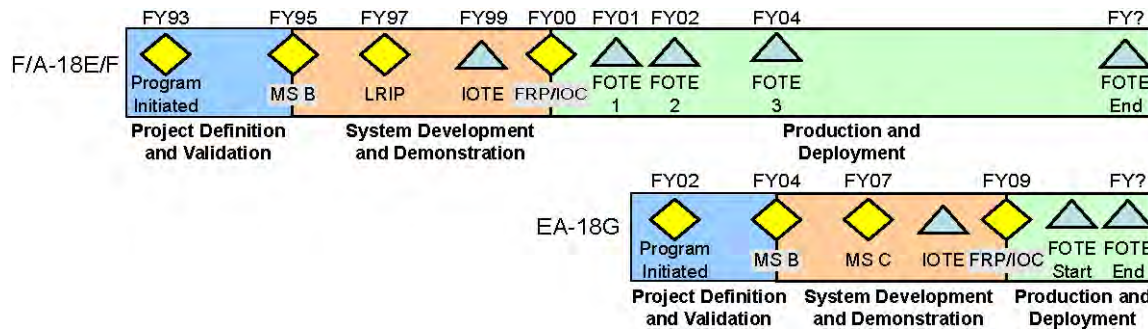 FY93 FY95 FY97 FY99 FY00 FY01 FY02 FY04 FY?
F/A-18E/F
Program Initiated
MS B
LRIP
IOTE
FRP/IOC
FOTE 1
FOTE 2
FOTE 3
FOTE End
Project Definition and Validation
System Development and Demonstration
Production and Deployment
FY02 FY04 FY07 FY09 FY?
EA-18G
Program Initiated
MS B
MS C
IOTE
FRP/IOC
FOTE Start
FOTE End
Project Definition and Validation
System Development and Demonstration
Production and Deployment